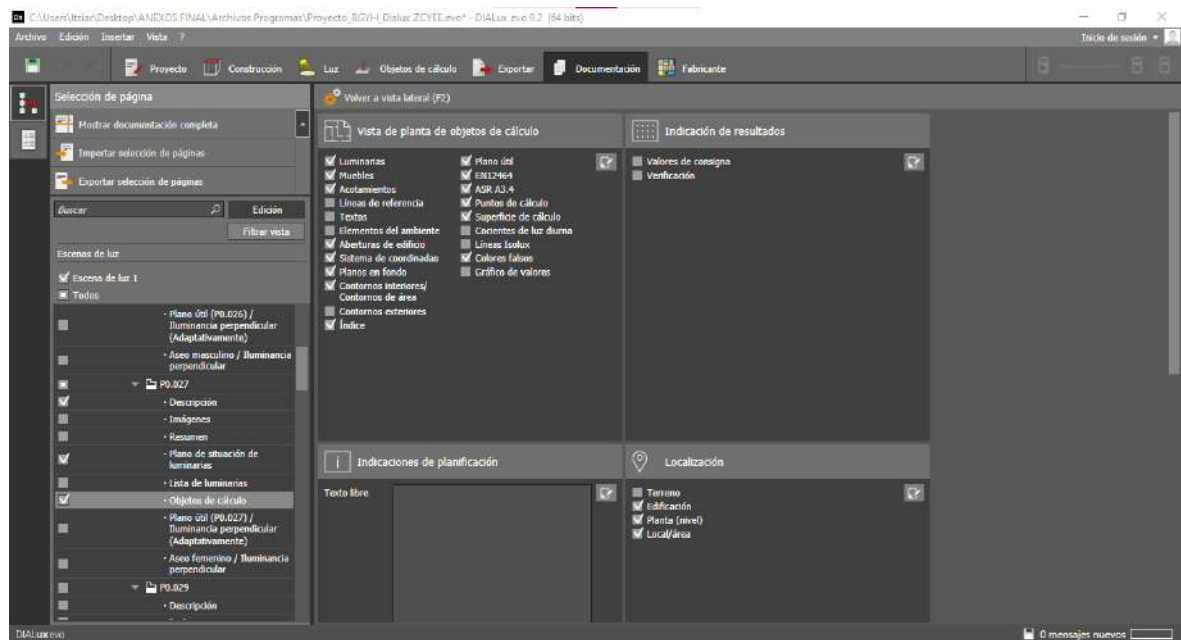 C:\Users\Itziar\Desktop\ANEXOS FINAL\Archivos Programas\Proyecto_BGYH_Dialux ZCYEE.evo* - DIALux evo 9.2 (64 bits)
Archivo Edición Insertar Vista ?
Inicio de sesión
Proyecto Construcción Luz Objetos de cálculo Exportar Documentación Fabricante
Selección de página
Mostrar documentación completa
Importar selección de páginas
Exportar selección de páginas
Buscar
Edición
Filtrar vista
Escenas de luz
Escena de luz 1
Todos
Plano útil (P0.026) /
Iluminancia perpendicular
(Adaptativamente)
Aseo masculino / Iluminancia
perpendicular
P0.027
Descripción
Imágenes
Resumen
Plano de situación de
luminarias
Lista de luminarias
Objetos de cálculo
Plano útil (P0.027) /
Iluminancia perpendicular
(Adaptativamente)
Aseo femenino / Iluminancia
perpendicular
P0.029
Descripción
Volver a vista lateral (F2)
Vista de planta de objetos de cálculo
Luminarias
Muebles
Acotamientos
Líneas de referencia
Textos
Elementos del ambiente
Aberturas de edificio
Sistema de coordinadas
Planos en fondo
Contornos interiores/
Contornos de área
Contornos exteriores
Índice
Plano útil
EN12464
ASR A3.4
Puntos de cálculo
Superficie de cálculo
Cocientes de luz diurna
Líneas Isolux
Colores falsos
Gráfico de valores
Indicación de resultados
Valores de consigna
Verificación
Indicaciones de planificación
Texto libre
Localización
Terreno
Edificación
Planta (nivel)
Local/área
DIALux evo
0 mensajes nuevos